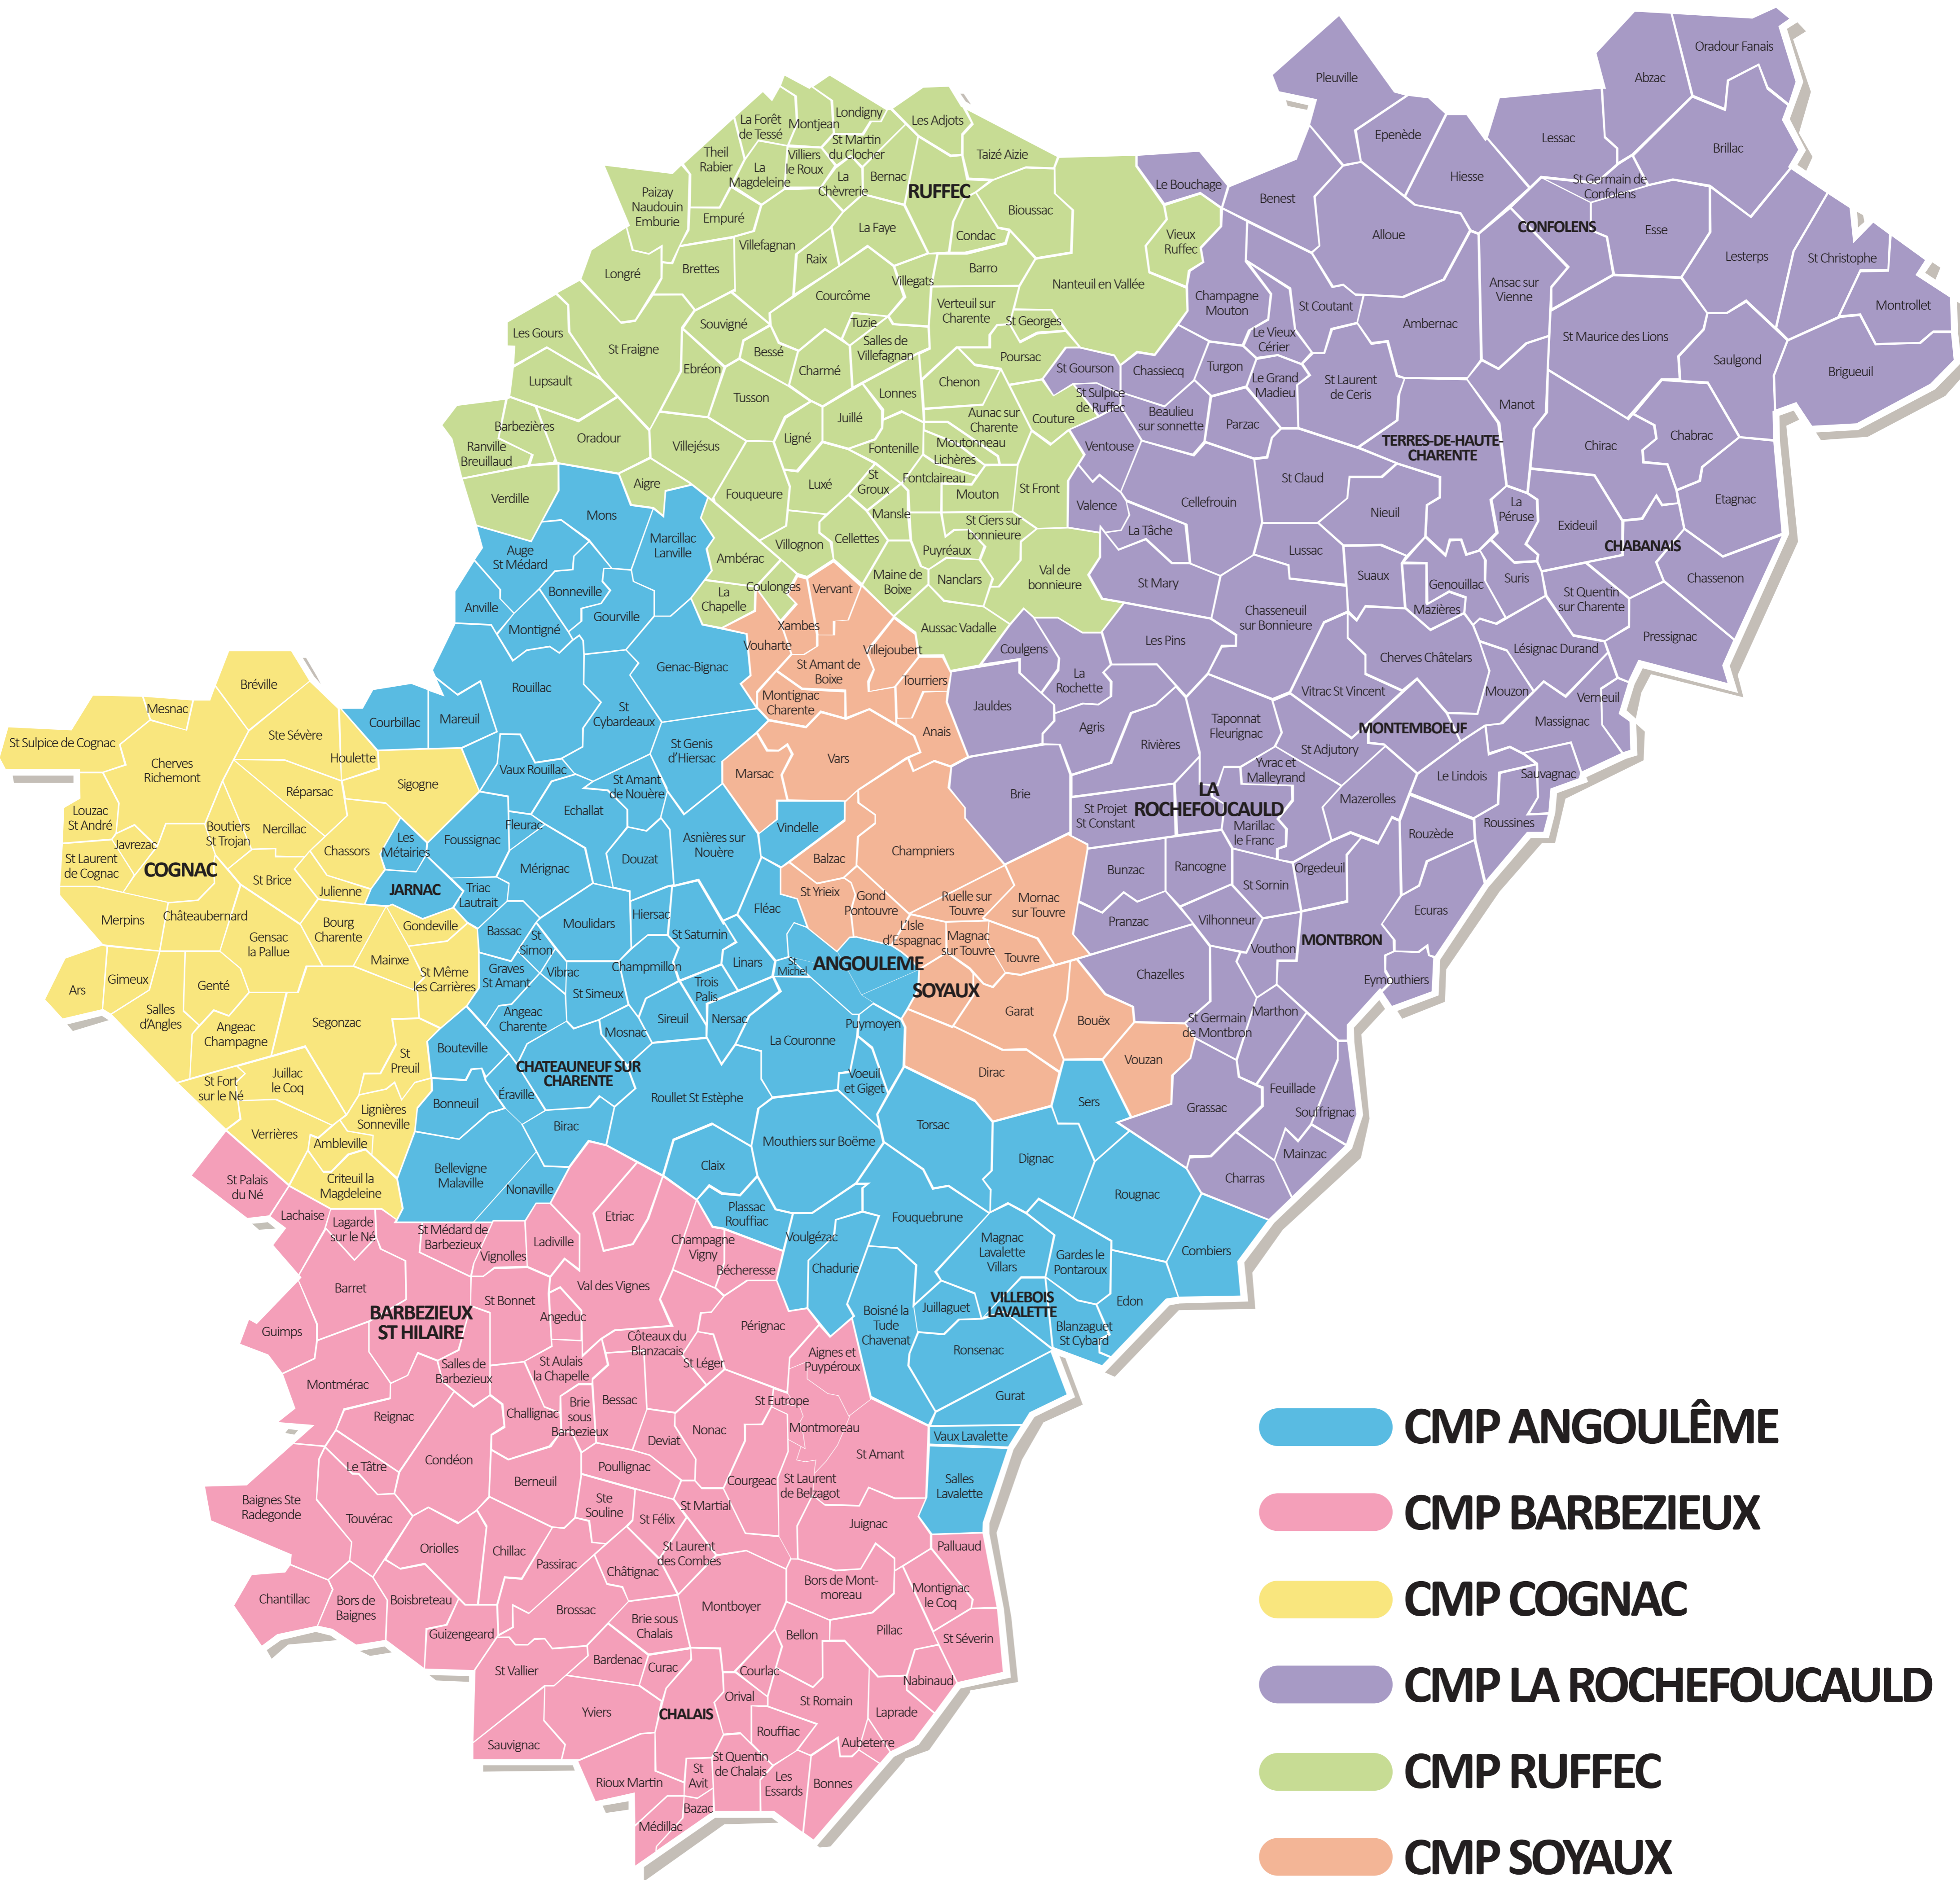 Oradour Fanais
Abzac
Pleuville
Londigny
La Forêt
de Tessé
Montjean
Les Adjots
Epenède
Lessac
St Martin
du Clocher
Brillac
Theil
Rabier
Villiers
le Roux
Taizé Aizie
La
Magdeleine
La
Chèvrerie
Bernac
Hiesse
Le Bouchage
St Germain de
Confolens
RUFFEC
Paizay
Naudouin
Emburie
Benest
Empuré
Bioussac
La Faye
CONFOLENS
Esse
Condac
Alloue
Vieux
Ruffec
Villefagnan
Lesterps
St Christophe
Raix
Brettes
Barro
Longré
Villegats
Nanteuil en Vallée
Ansac sur
Vienne
Courcôme
Champagne
Mouton
St Coutant
Montrollet
Verteuil sur
Charente
Souvigné
Tuzie
St Georges
Ambernac
Les Gours
Le Vieux
Cérier
St Maurice des Lions
Salles de
Villefagnan
St Fraigne
Bessé
Poursac
Saulgond
Ebréon
Charmé
St Gourson
Chassiecq
Turgon
Brigueuil
Lupsault
Chenon
Le Grand
Madieu
St Laurent
de Ceris
Lonnes
St Sulpice
de Ruffec
Tusson
Manot
Juillé
Aunac sur
Charente
Couture
Beaulieu
sur sonnette
Parzac
Barbezières
Oradour
Ligné
Moutonneau
Chabrac
Ranville
Breuillaud
Villejésus
Fontenille
Ventouse
TERRES-DE-HAUTE-
CHARENTE
Chirac
Lichères
Fontclaireau
St Claud
Aigre
Luxé
St
Groux
St Front
Verdille
Fouqueure
Mouton
Cellefrouin
Etagnac
Valence
La
Péruse
Nieuil
Mons
Mansle
Exideuil
St Ciers sur
bonnieure
La Tâche
Marcillac
Lanville
Cellettes
Villognon
CHABANAIS
Auge
St Médard
Puyréaux
Lussac
Ambérac
Maine de
Boixe
Nanclars
Val de
bonnieure
St Mary
Suaux
Genouillac
Suris
Chassenon
Bonneville
Coulonges
Vervant
St Quentin
sur Charente
La
Chapelle
Anville
Gourville
Chasseneuil
sur Bonnieure
Mazières
Montigné
Xambes
Aussac Vadalle
Pressignac
Vouharte
Villejoubert
Coulgens
Les Pins
Lésignac Durand
Genac-Bignac
St Amant de
Boixe
Cherves Châtelars
Bréville
Rouillac
Tourriers
La
Rochette
Vitrac St Vincent
Mouzon
Verneuil
Montignac
Charente
Mesnac
Courbillac
Mareuil
St
Cybardeaux
Jauldes
Massignac
Agris
Taponnat
Fleurignac
MONTEMBOEUF
Anais
Ste Sévère
St Sulpice de Cognac
Rivières
St Adjutory
St Genis
d'Hiersac
Houlette
Vars
Cherves
Richemont
Vaux Rouillac
Marsac
Yvrac et
Malleyrand
Le Lindois
Sauvagnac
Sigogne
St Amant
de Nouère
Réparsac
Brie
LA
ROCHEFOUCAULD
Mazerolles
Louzac
St André
Echallat
St Projet
St Constant
Roussines
Fleurac
Boutiers
St Trojan
Nercillac
Vindelle
Marillac
le Franc
Rouzède
Javrezac
Les
Métairies
Foussignac
Asnières sur
Nouère
Chassors
Champniers
Balzac
St Laurent
de Cognac
COGNAC
Douzat
Mérignac
Bunzac
Rancogne
Orgedeuil
St Brice
Julienne
JARNAC
St Sornin
Triac
Lautrait
St Yrieix
Gond
Pontouvre
Ruelle sur
Touvre
Mornac
sur Touvre
Ecuras
Fléac
Hiersac
Merpins
Châteaubernard
Moulidars
Pranzac
Vilhonneur
Bourg
Charente
Gondeville
L'Isle
d'Espagnac
Bassac
St Saturnin
Gensac
la Pallue
St
Simon
Magnac
sur Touvre
MONTBRON
Vouthon
Mainxe
Touvre
Linars
St
Michel
ANGOULEME
St Même
les Carrières
Graves
St Amant
Vibrac
Champmillon
Chazelles
Gimeux
Genté
Eymouthiers
Ars
Trois
Palis
SOYAUX
St Simeux
Salles
d'Angles
Garat
Marthon
Segonzac
Angeac
Charente
Sireuil
Nersac
Bouëx
St Germain
de Montbron
Angeac
Champagne
Mosnac
Puymoyen
La Couronne
Bouteville
St
Preuil
Vouzan
CHATEAUNEUF SUR
CHARENTE
Dirac
Voeuil
et Giget
Juillac
le Coq
St Fort
sur le Né
Feuillade
Éraville
Roullet St Estèphe
Sers
Bonneuil
Grassac
Lignières
Sonneville
Souffrignac
Birac
Torsac
Verrières
Ambleville
Mouthiers sur Boëme
Mainzac
Dignac
Claix
Bellevigne
Malaville
Charras
St Palais
du Né
Criteuil la
Magdeleine
Nonaville
Rougnac
Plassac
Rouffiac
Lachaise
Etriac
Fouquebrune
Lagarde
sur le Né
St Médard de
Barbezieux
Voulgézac
Magnac
Lavalette
Villars
Ladiville
Champagne
Vigny
Combiers
Vignolles
Gardes le
Pontaroux
Bécheresse
Chadurie
Barret
Val des Vignes
St Bonnet
VILLEBOIS
LAVALETTE
Edon
BARBEZIEUX
ST HILAIRE
Angeduc
Juillaguet
Boisné la
Tude
Chavenat
Guimps
Pérignac
Blanzaguet
St Cybard
Côteaux du
Blanzacais
Ronsenac
St Léger
Aignes et
Puypéroux
Salles de
Barbezieux
St Aulais
la Chapelle
Montmérac
Gurat
Bessac
St Eutrope
Brie
sous
Barbezieux
Reignac
Challignac
Montmoreau
Nonac
Vaux Lavalette
Deviat
Condéon
St Amant
Le Tâtre
Poullignac
Berneuil
Courgeac
St Laurent
de Belzagot
Salles
Lavalette
Baignes Ste
Radegonde
Ste
Souline
St Martial
Touvérac
St Félix
Juignac
Oriolles
Chillac
St Laurent
des Combes
Palluaud
Passirac
Châtignac
Bors de Mont-
moreau
Montignac
le Coq
Chantillac
Bors de
Baignes
Boisbreteau
Brossac
Montboyer
Brie sous
Chalais
Guizengeard
Bellon
Pillac
St Séverin
Bardenac
Curac
St Vallier
Courlac
Nabinaud
Orival
St Romain
Yviers
CHALAIS
Laprade
Rouffiac
Sauvignac
Aubeterre
St Quentin
de Chalais
St
Avit
Les
Essards
Rioux Martin
Bonnes
Bazac
Médillac
CMP ANGOULÊME
CMP BARBEZIEUX
CMP COGNAC
CMP LA ROCHEFOUCAULD
CMP RUFFEC
CMP SOYAUX